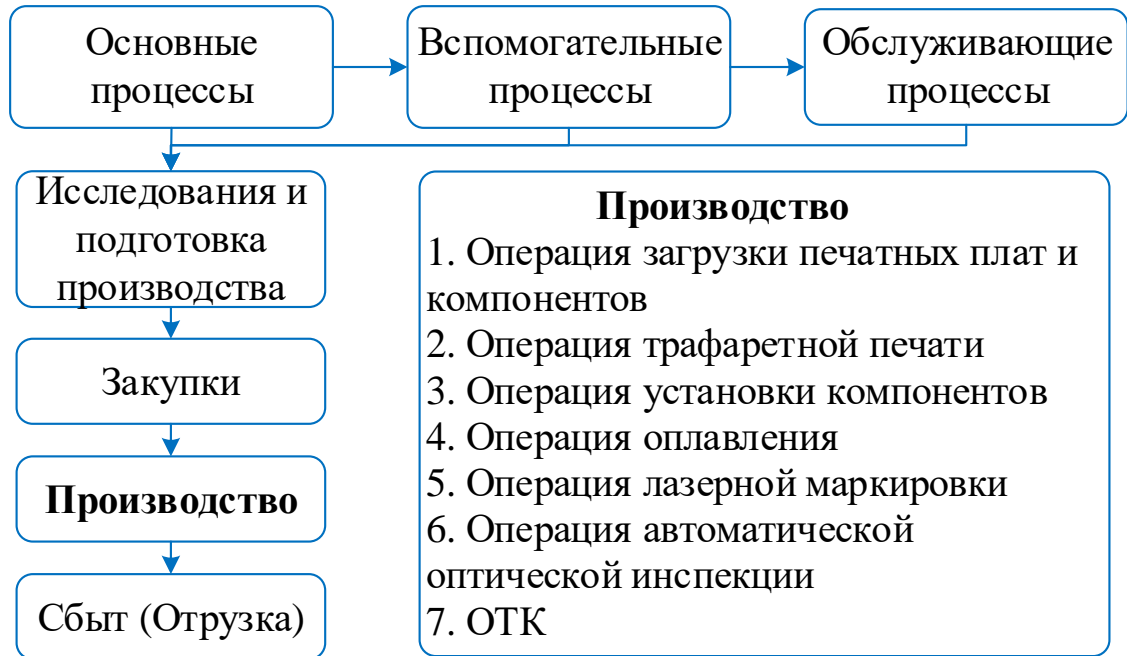 Основные
процессы
Вспомогательные
процессы
Обслуживающие
процессы
Исследования и
подготовка
производства
Закупки
Производство
Сбыт (Отрузка)
Производство
1. Операция загрузки печатных плат и
компонентов
2. Операция трафаретной печати
3. Операция установки компонентов
4. Операция оплавления
5. Операция лазерной маркировки
6. Операция автоматической
оптической инспекции
7. ОТК